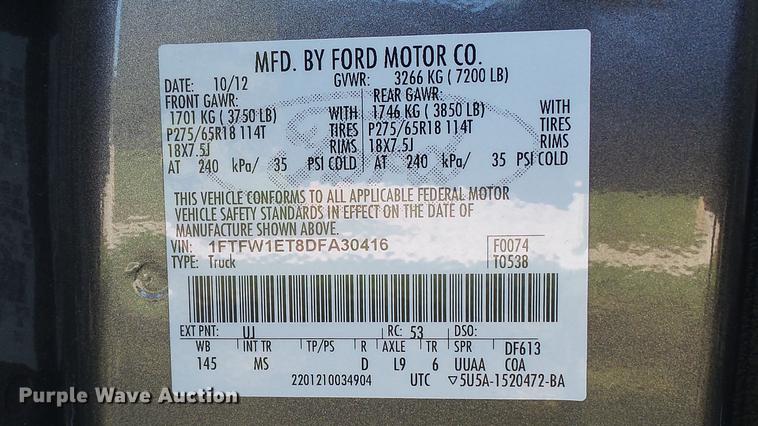 MFD. BY FORD MOTOR CO.
DATE: 10/12 GVWR: 3266 KG ( 7200 LB)
FRONT GAWR: REAR GAWR:
1701 KG ( 3750 LB) WITH 1746 KG ( 3850 LB) WITH
P275/65R18 114T TIRES P275/65R18 114T TIRES
18X7.5J RIMS 18X7.5J RIMS
AT 240 kPa/ 35 PSI COLD AT 240 kPa/ 35 PSI COLD
Ford
THIS VEHICLE CONFORMS TO ALL APPLICABLE FEDERAL MOTOR
VEHICLE SAFETY STANDARDS IN EFFECT ON THE DATE OF
MANUFACTURE SHOWN ABOVE.
VIN: 1FTFW1ET8DFA30416 F0074
TYPE: Truck T0538
EXT PNT: UJ RC: 53 DSO:
WB INT TR TP/PS R AXLE TR SPR DF613
145 MS D L9 6 UUAA COA
2201210034904 UTC ▽5U5A-1520472-BA
Purple Wave Auction